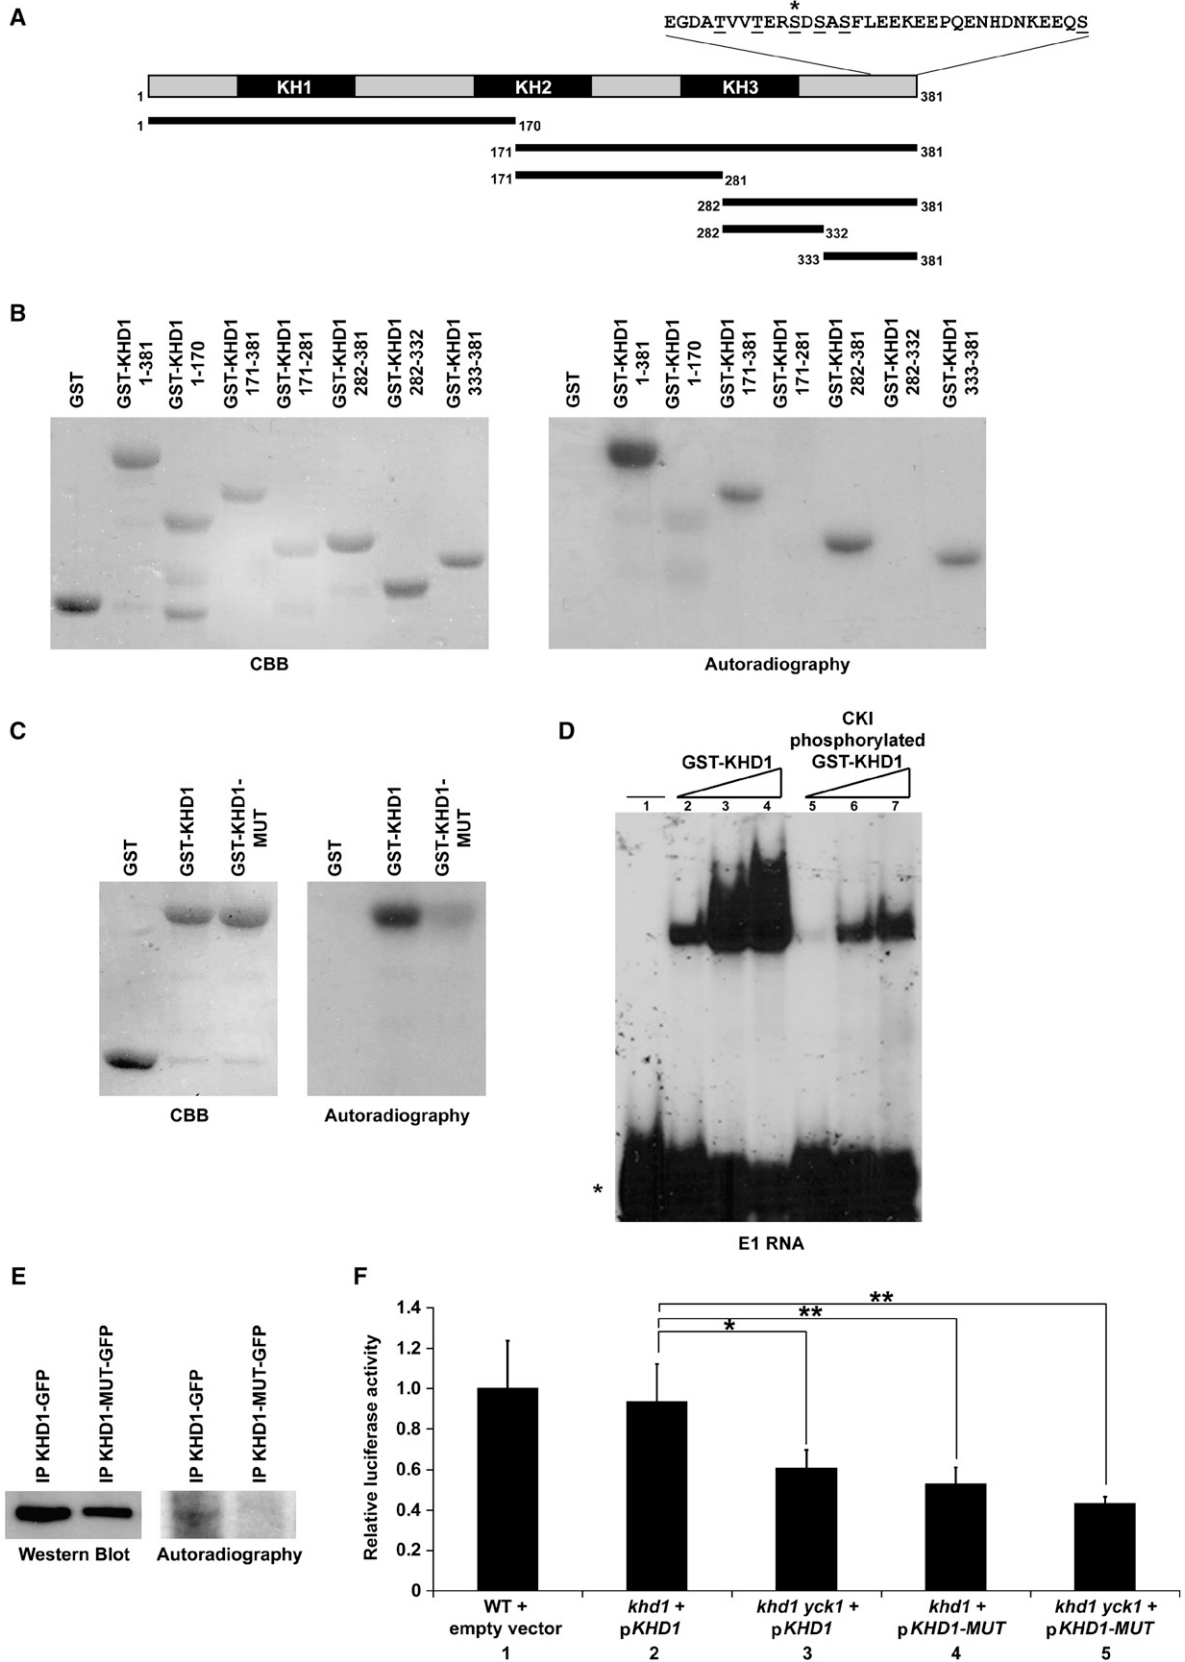 A
*
EGDATVVTERSDSASFLEEKEEPQENHDNKEEQS
KH1 KH2 KH3
1 381
1 170
171 381
171 281
282 381
282 332
333 381
B
GST
GST-KHD1
1-381
GST-KHD1
1-170
GST-KHD1
171-381
GST-KHD1
171-281
GST-KHD1
282-381
GST-KHD1
282-332
GST-KHD1
333-381
GST
GST-KHD1
1-381
GST-KHD1
1-170
GST-KHD1
171-381
GST-KHD1
171-281
GST-KHD1
282-381
GST-KHD1
282-332
GST-KHD1
333-381
CBB
Autoradiography
C
GST
GST-KHD1
GST-KHD1-
MUT
GST
GST-KHD1
GST-KHD1-
MUT
CBB
Autoradiography
D
GST-KHD1
CKI
phosphorylated
GST-KHD1
1 2 3 4 5 6 7
*
E1 RNA
E
IP KHD1-GFP
IP KHD1-MUT-GFP
IP KHD1-GFP
IP KHD1-MUT-GFP
Western Blot
Autoradiography
F
Relative luciferase activity
1.4
1.2
1.0
0.8
0.6
0.4
0.2
0
**
**
*
WT +
empty vector
1
khd1 +
pKHD1
2
khd1 yck1 +
pKHD1
3
khd1 +
pKHD1-MUT
4
khd1 yck1 +
pKHD1-MUT
5